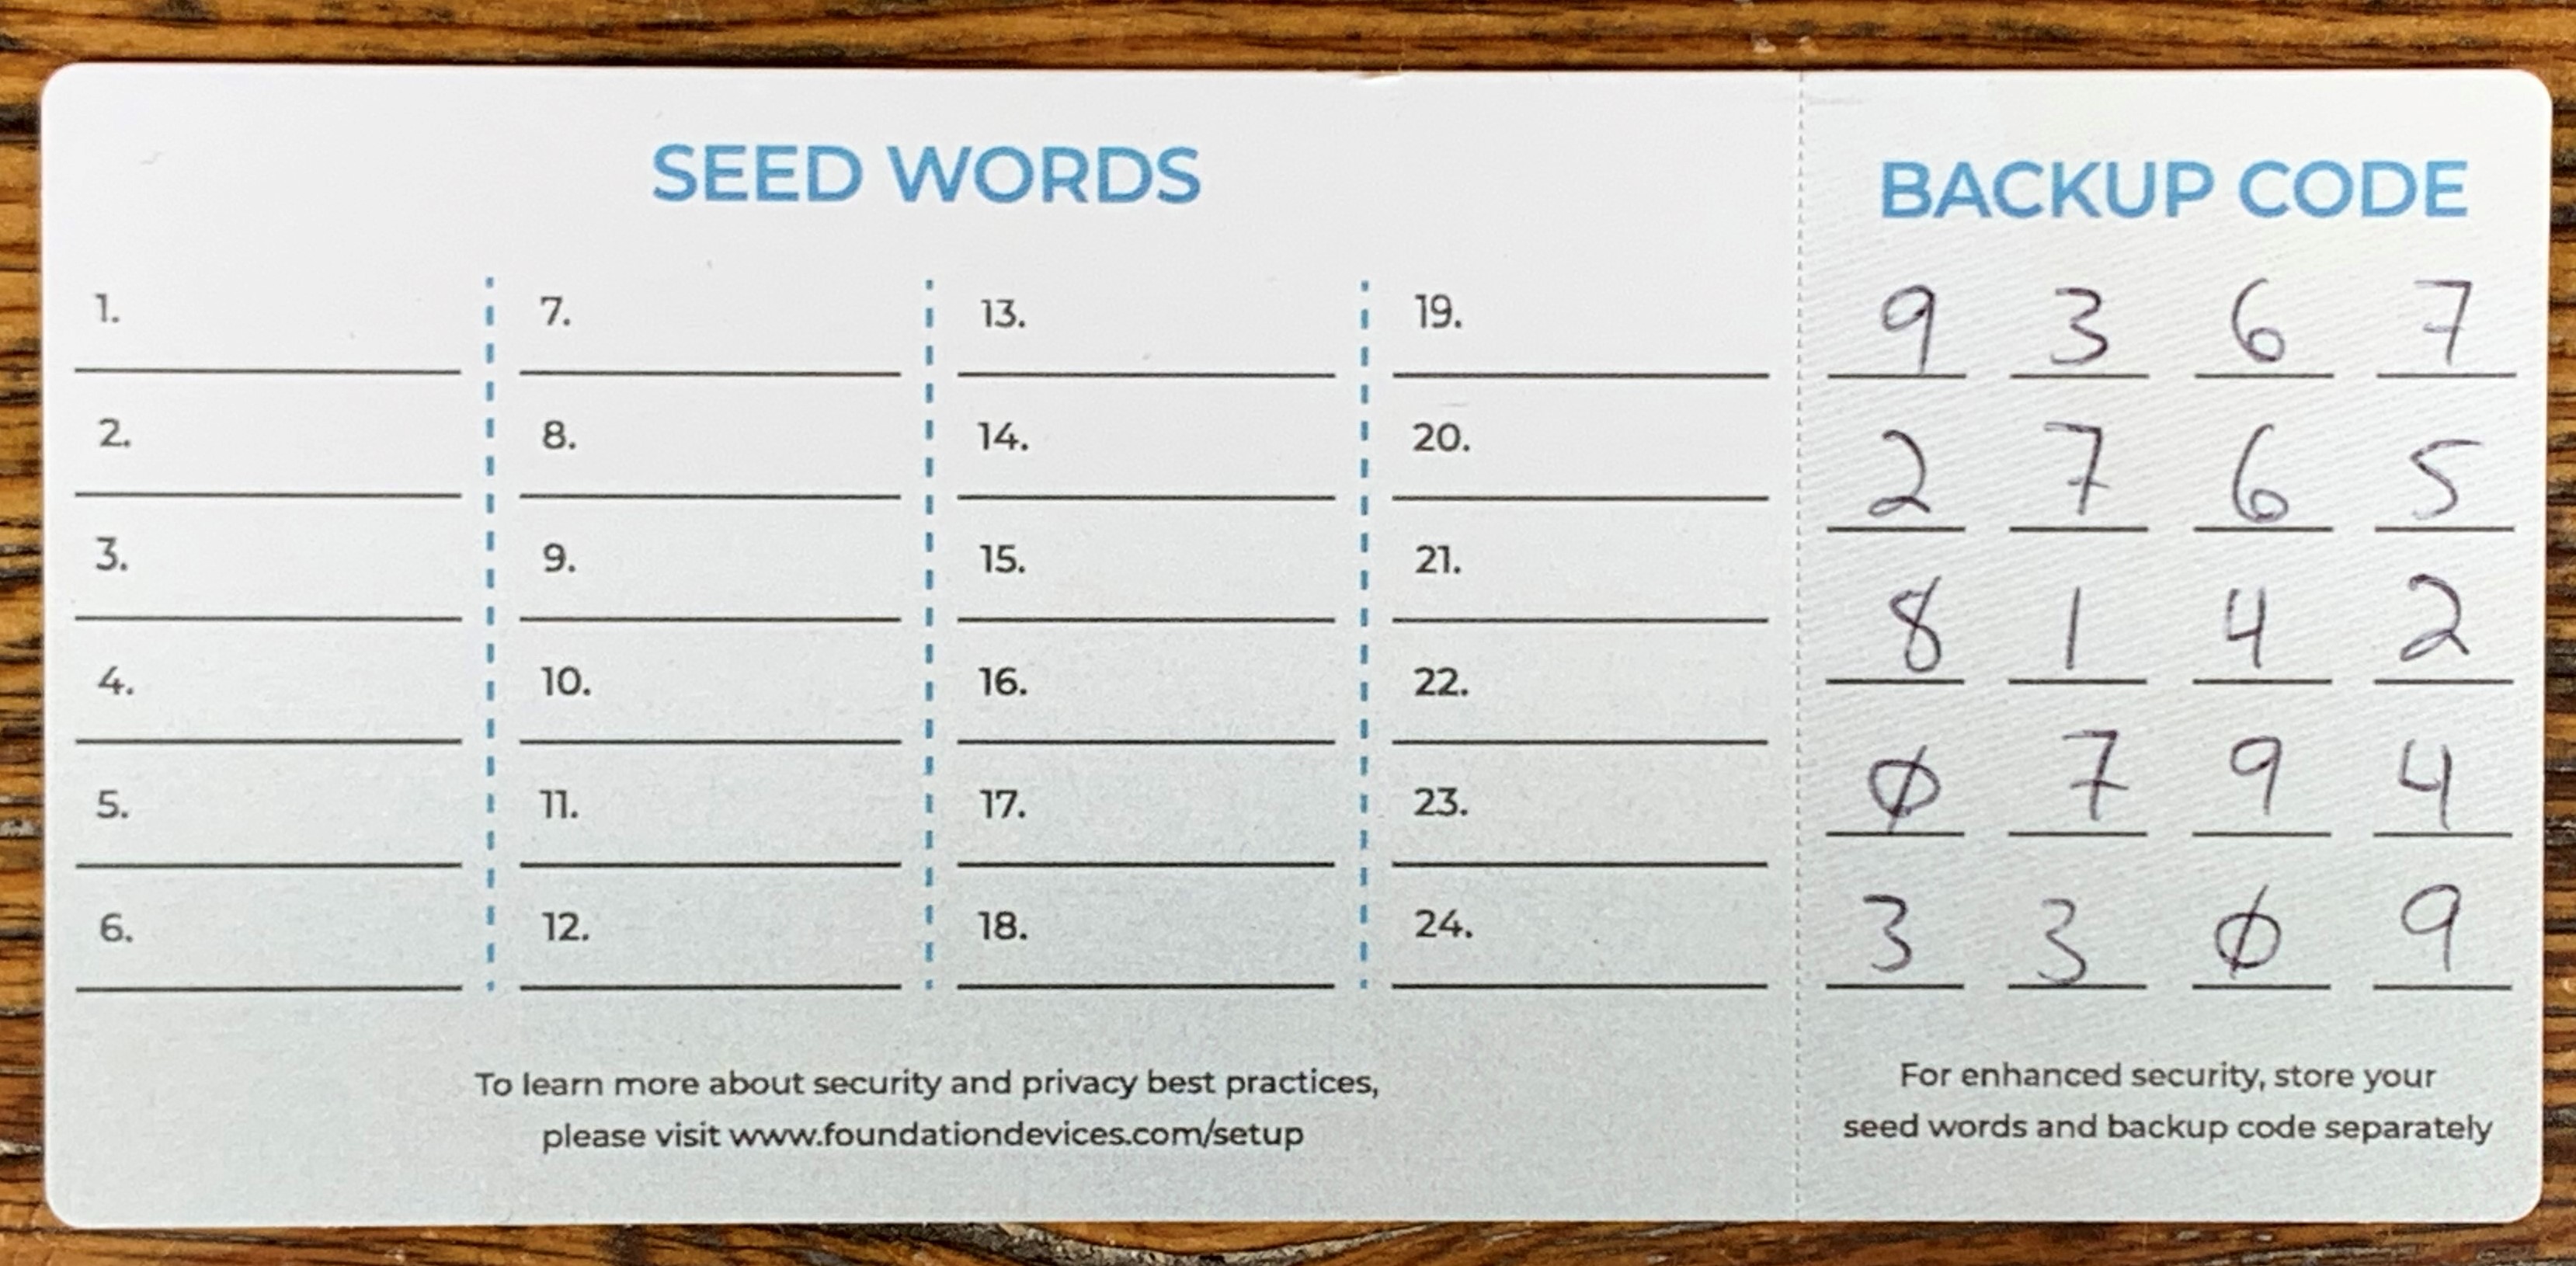 SEED WORDS
1.
2.
3.
4.
5.
6.
7.
8.
9.
10.
11.
12.
13.
14.
15.
16.
17.
18.
19.
20.
21.
22.
23.
24.
To learn more about security and privacy best practices,
please visit www.foundationdevices.com/setup
BACKUP CODE
9 3 6 7
2 7 6 5
8 1 4 2
0 7 9 4
3 3 0 9
For enhanced security, store your
seed words and backup code separately